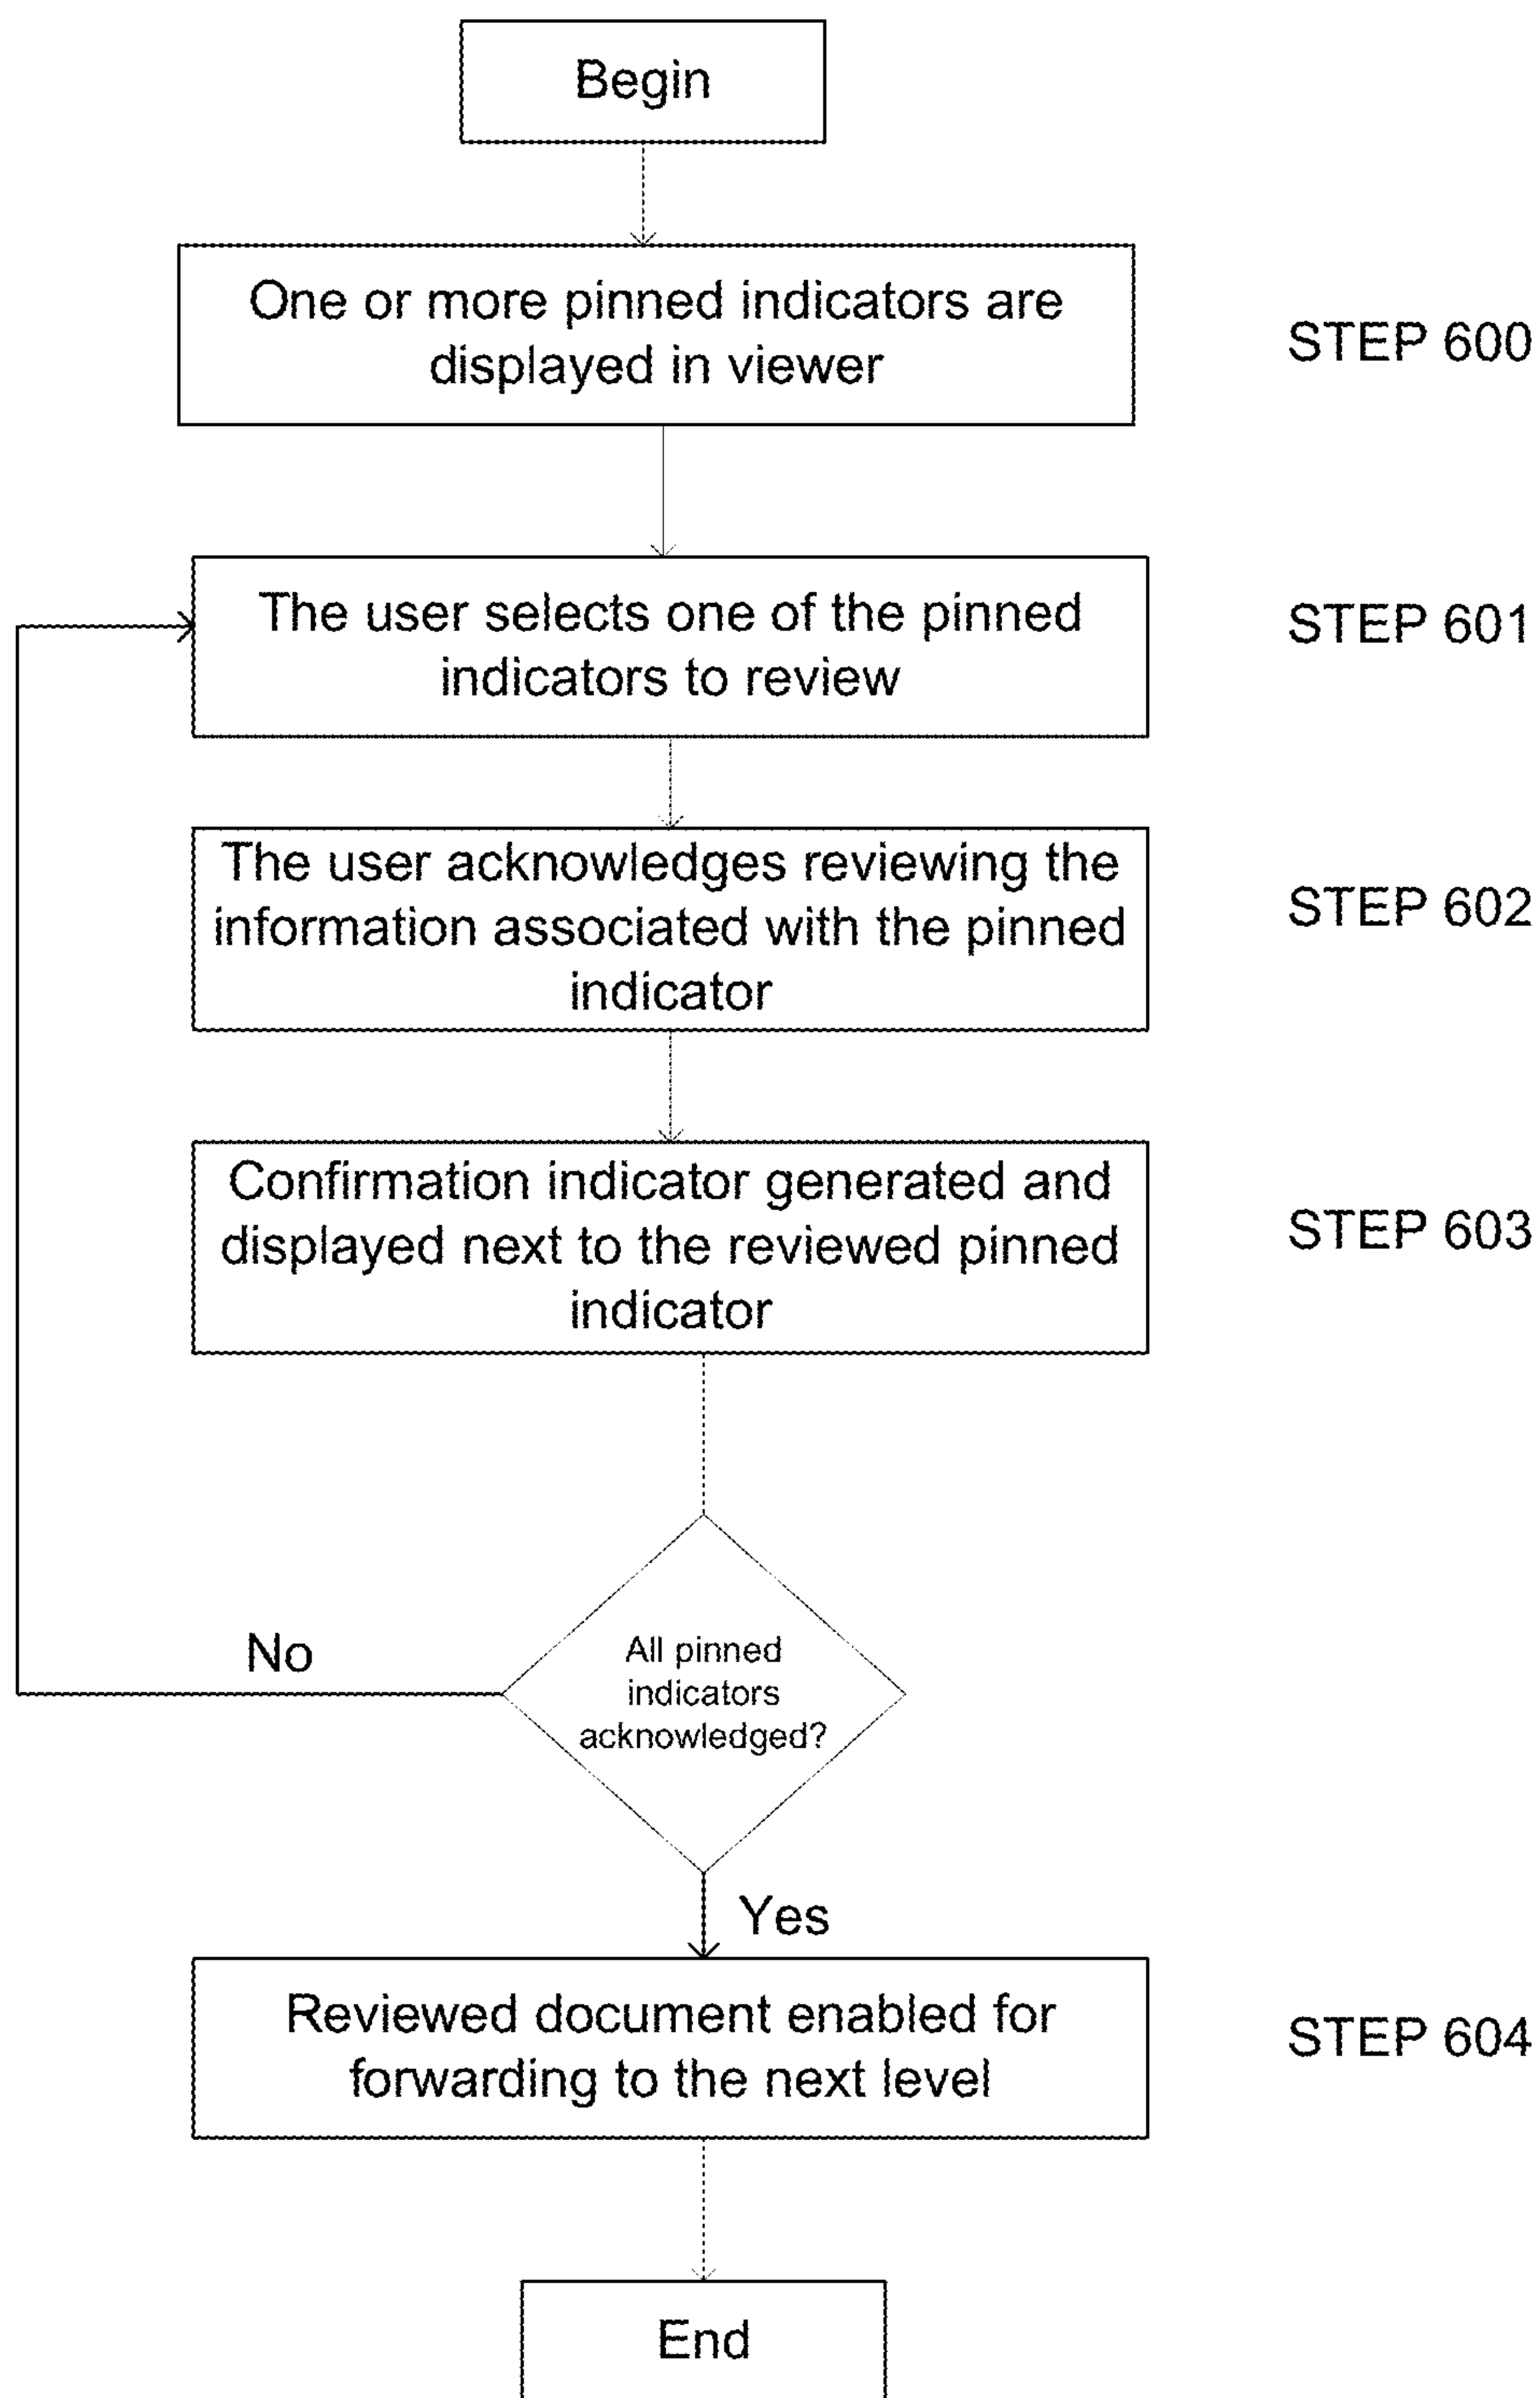 Begin
One or more pinned indicators are
displayed in viewer
STEP 600
The user selects one of the pinned
indicators to review
STEP 601
The user acknowledges reviewing the
information associated with the pinned
indicator
STEP 602
Confirmation indicator generated and
displayed next to the reviewed pinned
indicator
STEP 603
All pinned
indicators
acknowledged?
No
Yes
Reviewed document enabled for
forwarding to the next level
STEP 604
End